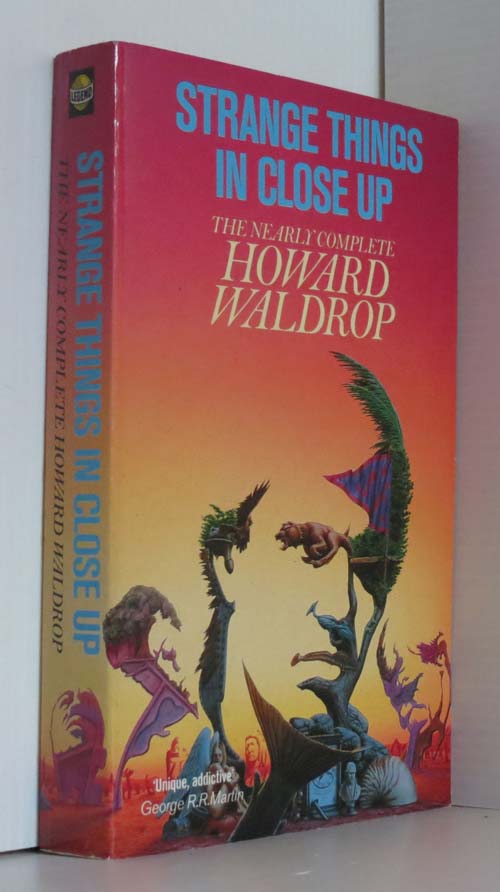 LEGEND
STRANGE THINGS IN CLOSE UP
THE NEARLY COMPLETE HOWARD WALDROP
STRANGE THINGS
IN CLOSE UP
THE NEARLY COMPLETE
HOWARD
WALDROP
'Unique, addictive'
George R.R.Martin